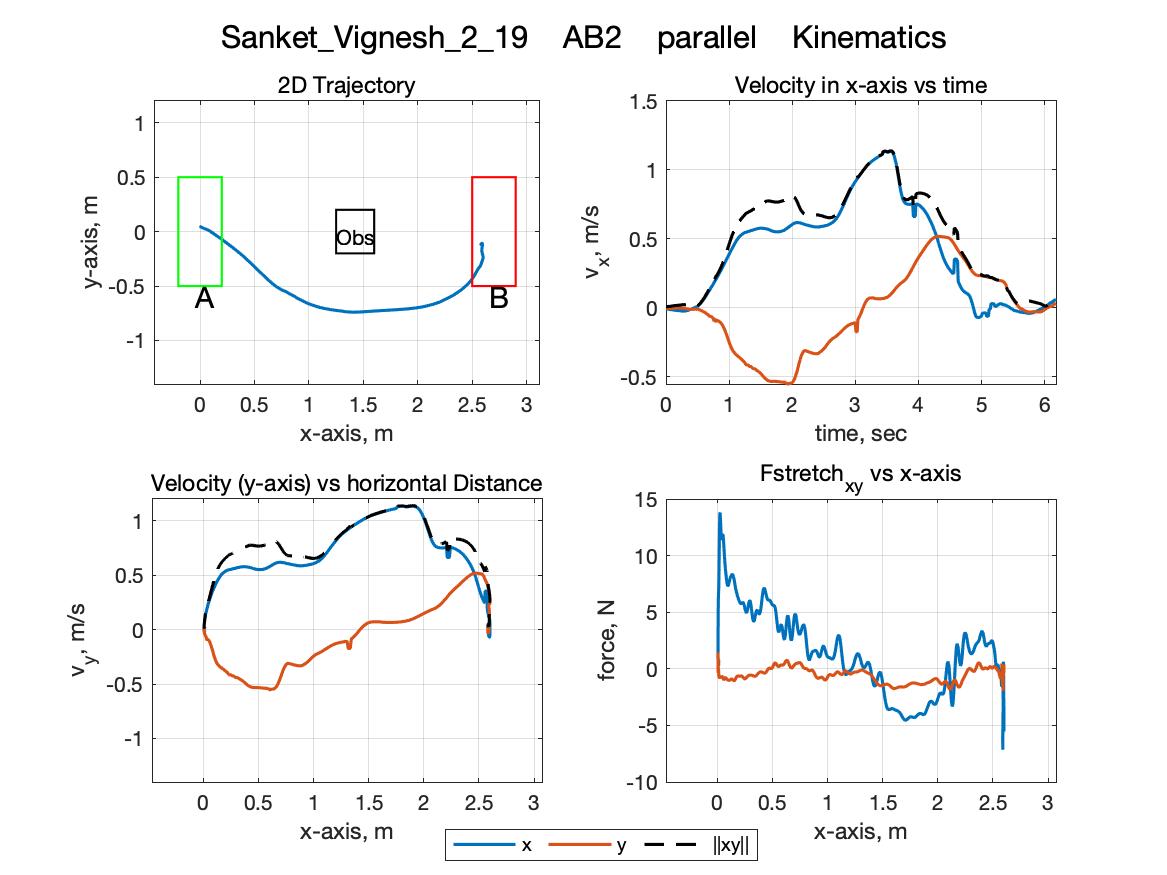 Sanket_Vignesh_2_19 AB2 parallel Kinematics
2D Trajectory
1
0.5
0
-0.5
-1
y-axis, m
Obs
A
B
0 0.5 1 1.5 2 2.5 3
x-axis, m
Velocity in x-axis vs time
1.5
1
0.5
0
-0.5
v_x, m/s
0 1 2 3 4 5 6
time, sec
Velocity (y-axis) vs horizontal Distance
1
0.5
0
-0.5
-1
v_y, m/s
0 0.5 1 1.5 2 2.5 3
x-axis, m
Fstretch_xy vs x-axis
15
10
5
0
-5
-10
force, N
0 0.5 1 1.5 2 2.5 3
x-axis, m
x y ||xy||